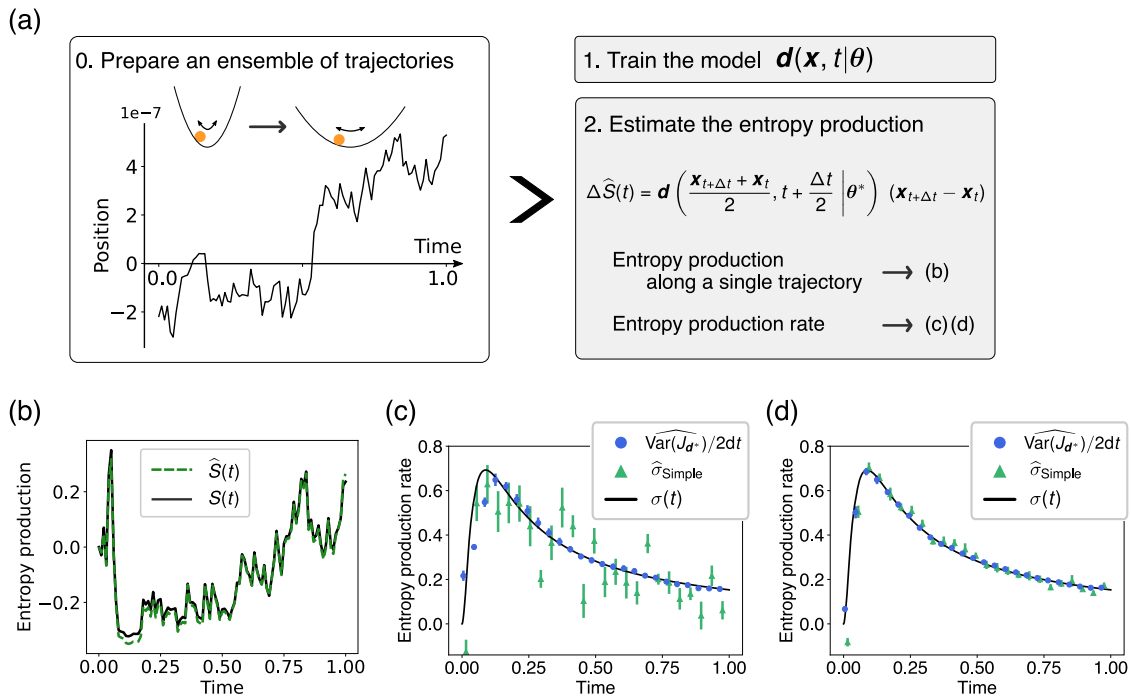 (a)
0. Prepare an ensemble of trajectories
1e-7
4
2
0
−2
Position
Time
0.0
1.0
1. Train the model d(x, t|θ)
2. Estimate the entropy production
ΔŜ(t) = d ( (x_{t+Δt} + x_t)/2, t + Δt/2 | θ* ) (x_{t+Δt} − x_t)
Entropy production
along a single trajectory → (b)
Entropy production rate → (c)(d)
(b)
Entropy production
0.2
0.0
−0.2
Ŝ(t)
S(t)
0.00 0.25 0.50 0.75 1.00
Time
(c)
Entropy production rate
0.8
0.6
0.4
0.2
0.0
\widehat{Var(J_{d*})}/2dt
σ̂_Simple
σ(t)
0.00 0.25 0.50 0.75 1.00
Time
(d)
Entropy production rate
0.8
0.6
0.4
0.2
0.0
\widehat{Var(J_{d*})}/2dt
σ̂_Simple
σ(t)
0.00 0.25 0.50 0.75 1.00
Time